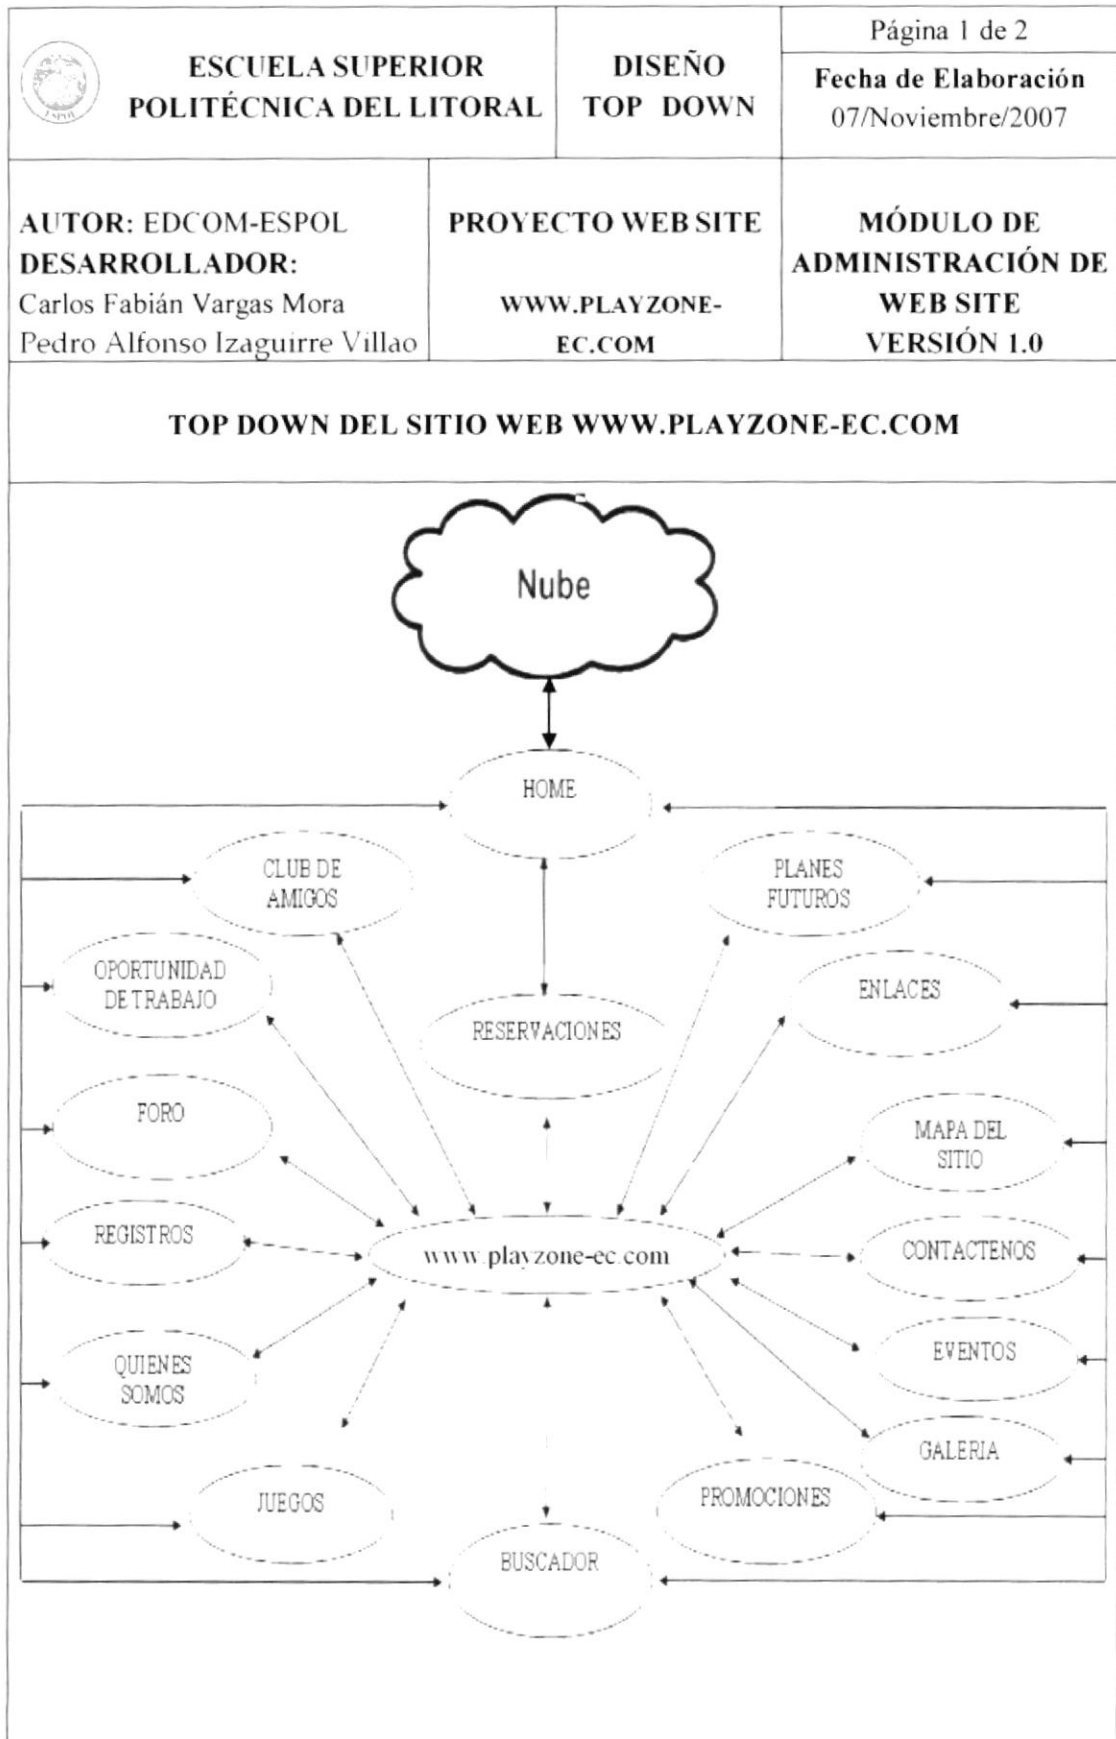 ESPOL
ESCUELA SUPERIOR
POLITÉCNICA DEL LITORAL
DISEÑO
TOP DOWN
Página 1 de 2
Fecha de Elaboración
07/Noviembre/2007
AUTOR: EDCOM-ESPOL
DESARROLLADOR:
Carlos Fabián Vargas Mora
Pedro Alfonso Izaguirre Villao
PROYECTO WEB SITE
WWW.PLAYZONE-
EC.COM
MÓDULO DE
ADMINISTRACIÓN DE
WEB SITE
VERSIÓN 1.0
TOP DOWN DEL SITIO WEB WWW.PLAYZONE-EC.COM
Nube
HOME
CLUB DE
AMIGOS
PLANES
FUTUROS
OPORTUNIDAD
DE TRABAJO
ENLACES
RESERVACIONES
FORO
MAPA DEL
SITIO
REGISTROS
www.playzone-ec.com
CONTACTENOS
QUIENES
SOMOS
EVENTOS
GALERIA
JUEGOS
PROMOCIONES
BUSCADOR